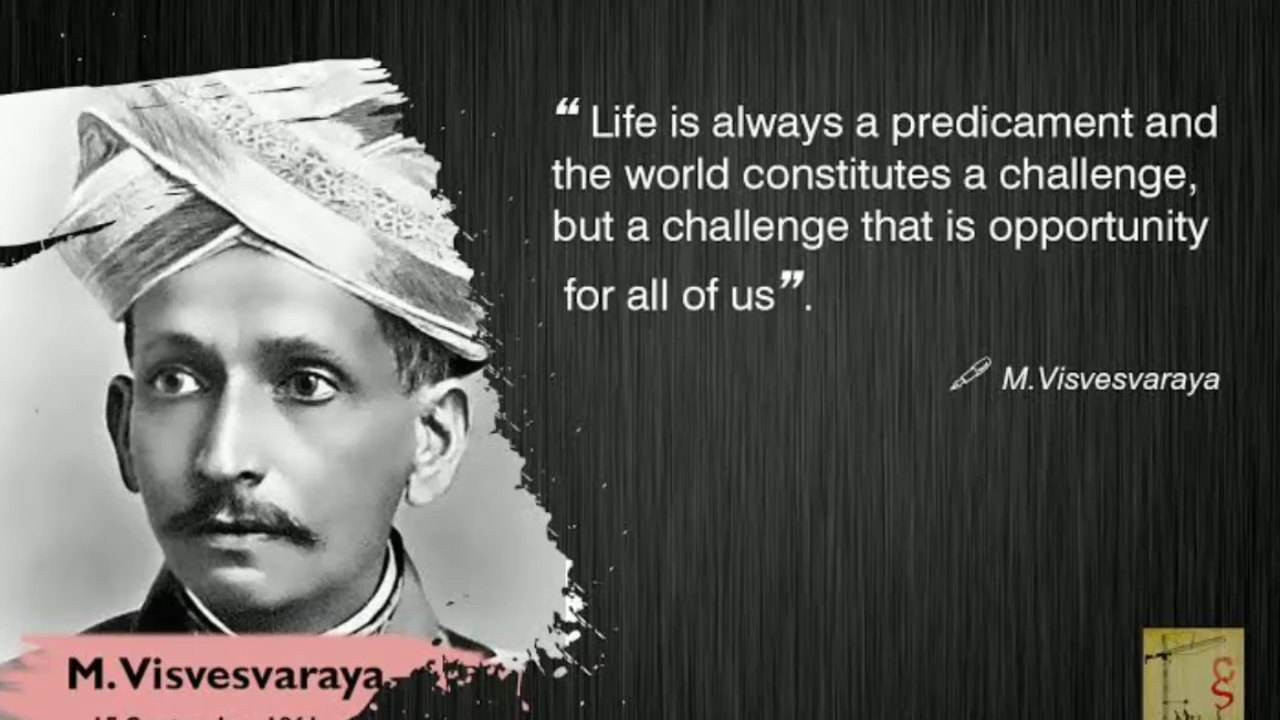 “ Life is always a predicament and
the world constitutes a challenge,
but a challenge that is opportunity
for all of us”.
M.Visvesvaraya
M.Visvesvaraya